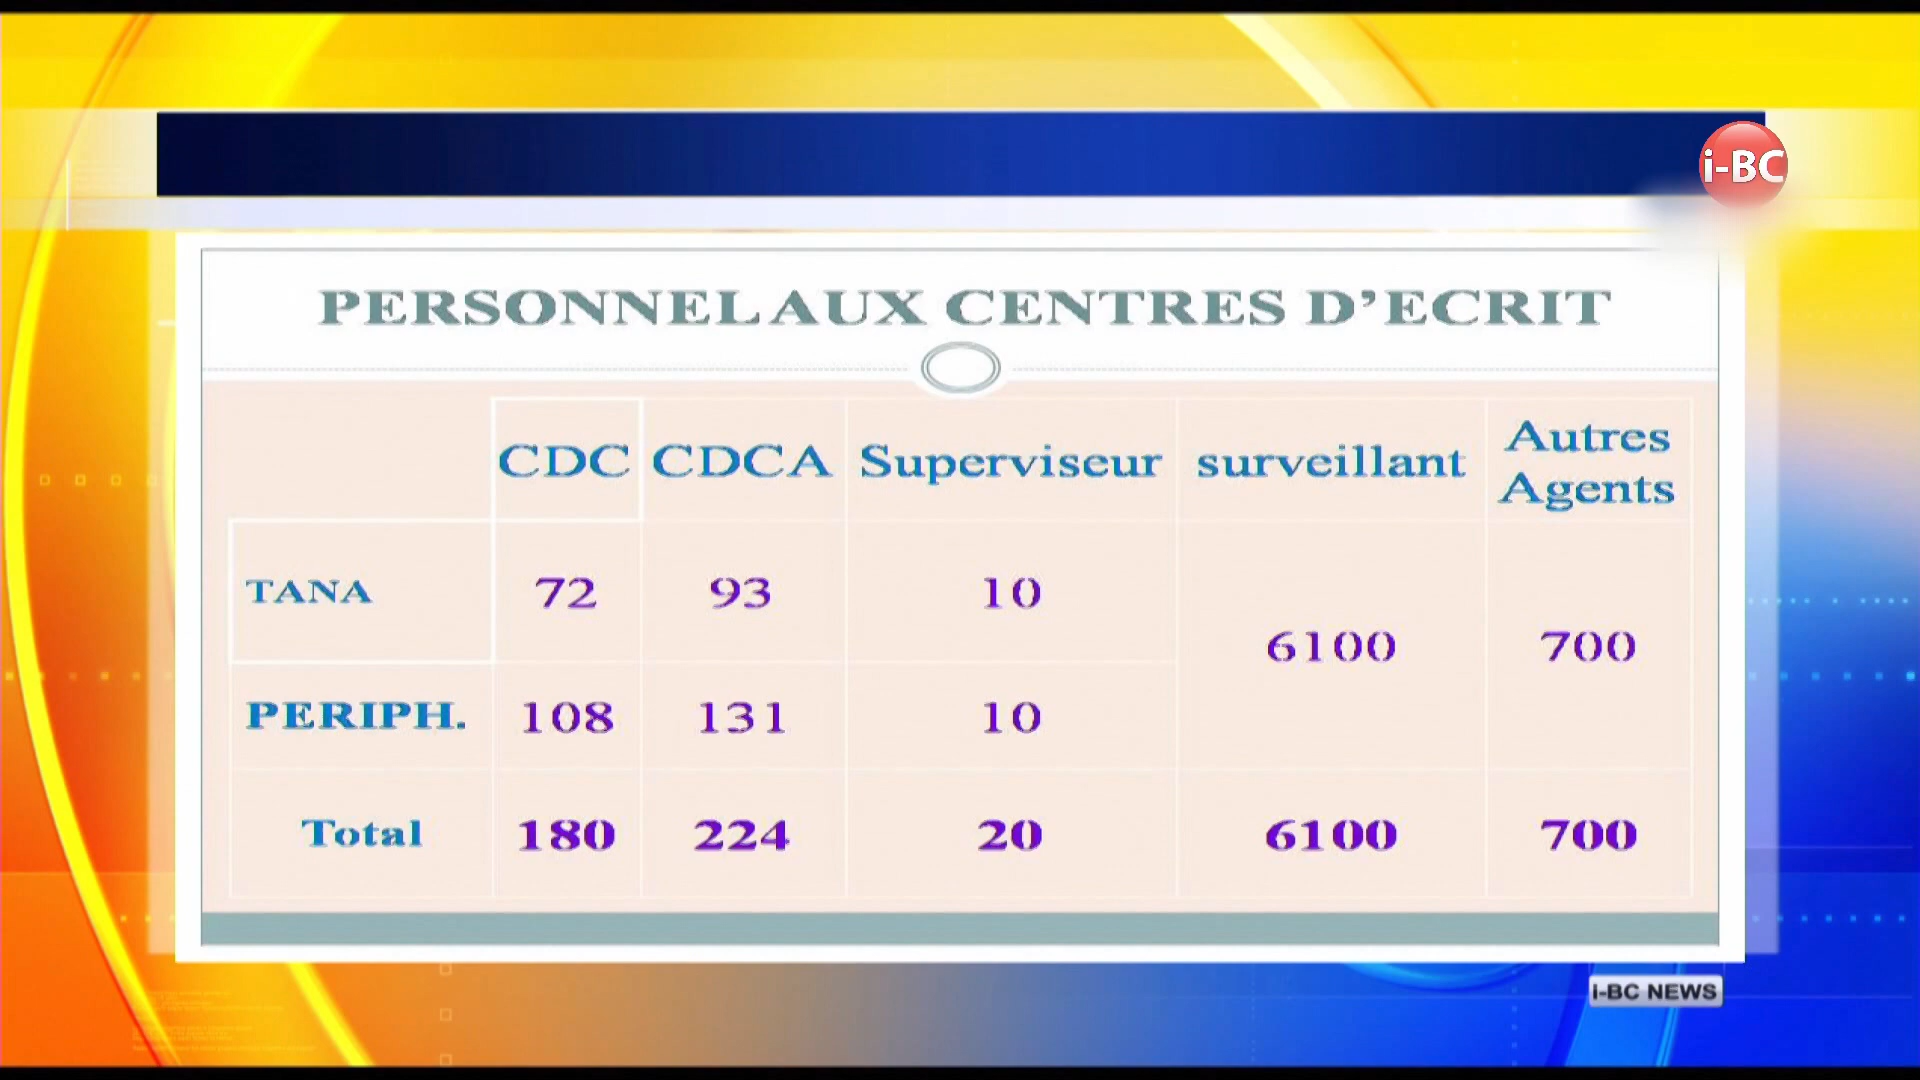 i-BC
PERSONNEL AUX CENTRES D'ECRIT
CDC CDCA Superviseur surveillant Autres Agents
TANA 72 93 10 6100 700
PERIPH. 108 131 10
Total 180 224 20 6100 700
i-BC NEWS